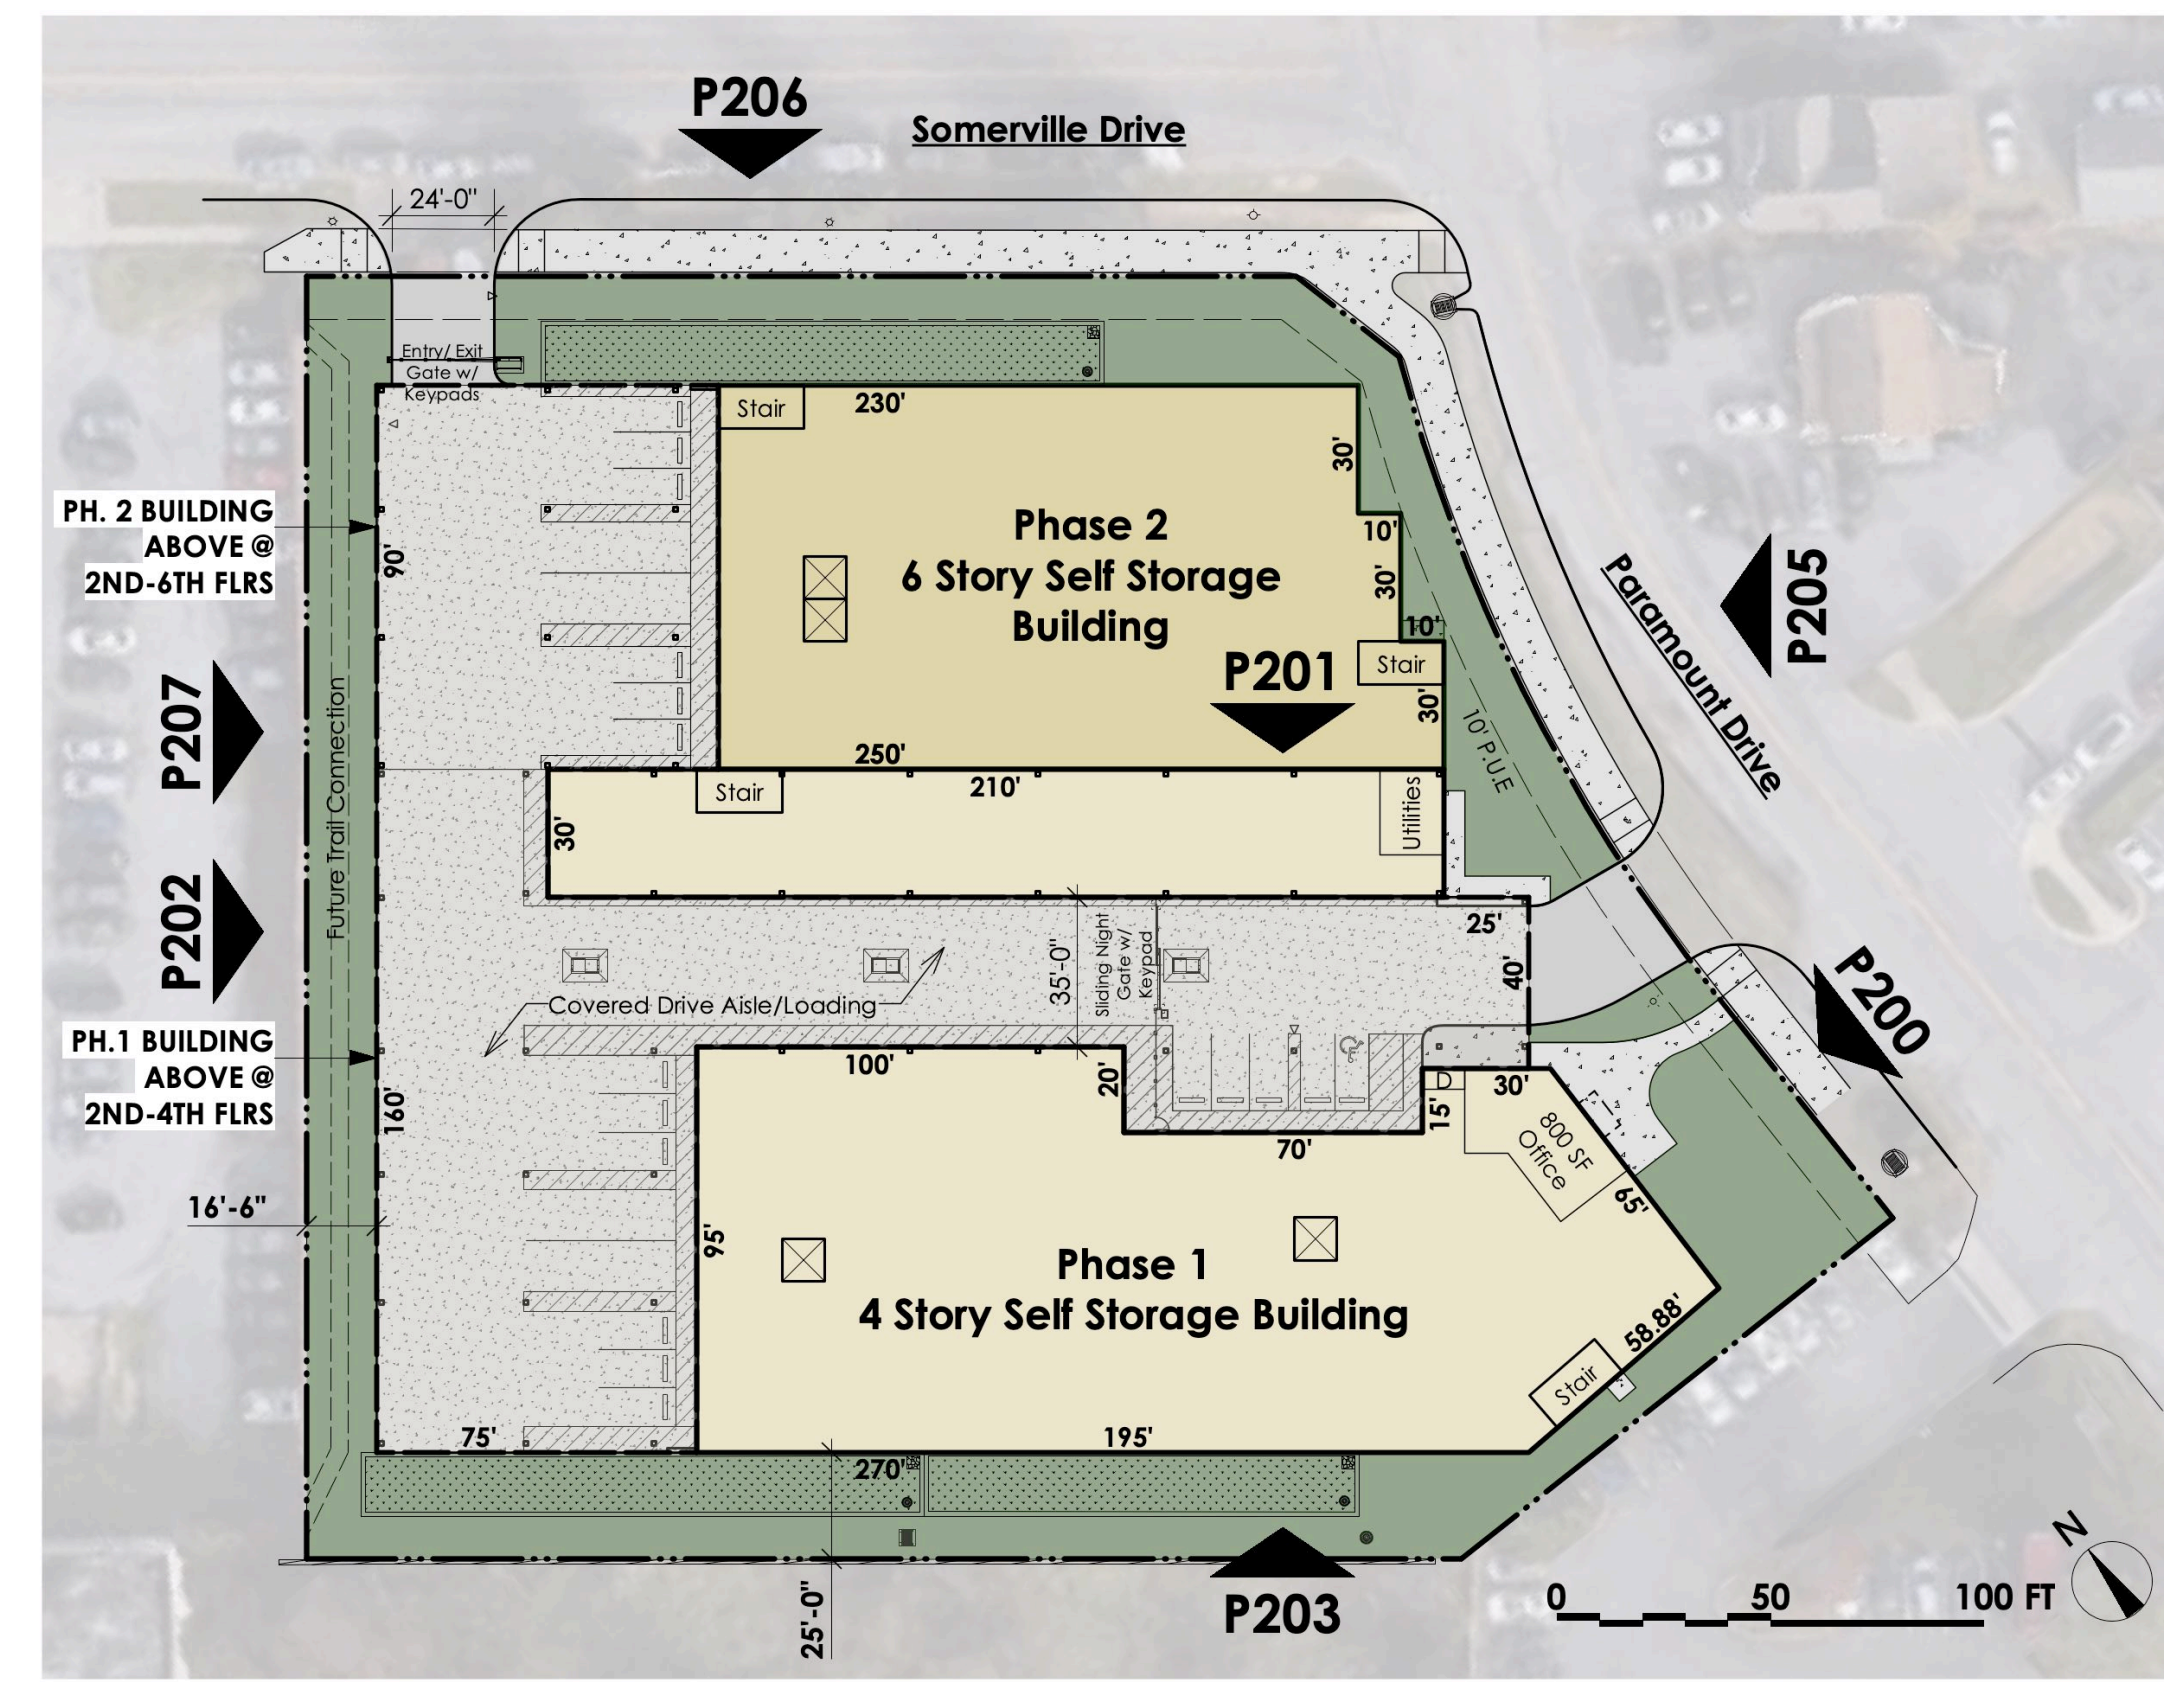 P206
Somerville Drive
24'-0"
Entry/ Exit
Gate w/
Keypads
Stair
230'
30'
PH. 2 BUILDING
ABOVE @
2ND-6TH FLRS
90'
Phase 2
6 Story Self Storage
Building
10'
30'
10'
P201
Stair
30'
P205
Paramount Drive
10' P.U.E
P207
Future Trail Connection
250'
Stair
210'
30'
Utilities
P202
25'
40'
35'-0"
Sliding Night
Gate w/
Keypad
Covered Drive Aisle/Loading
P200
PH.1 BUILDING
ABOVE @
2ND-4TH FLRS
160'
100'
20'
D
30'
15'
70'
800 SF
Office
65'
16'-6"
95'
Phase 1
4 Story Self Storage Building
58.88'
Stair
75'
195'
270'
25'-0"
P203
N
0
50
100 FT